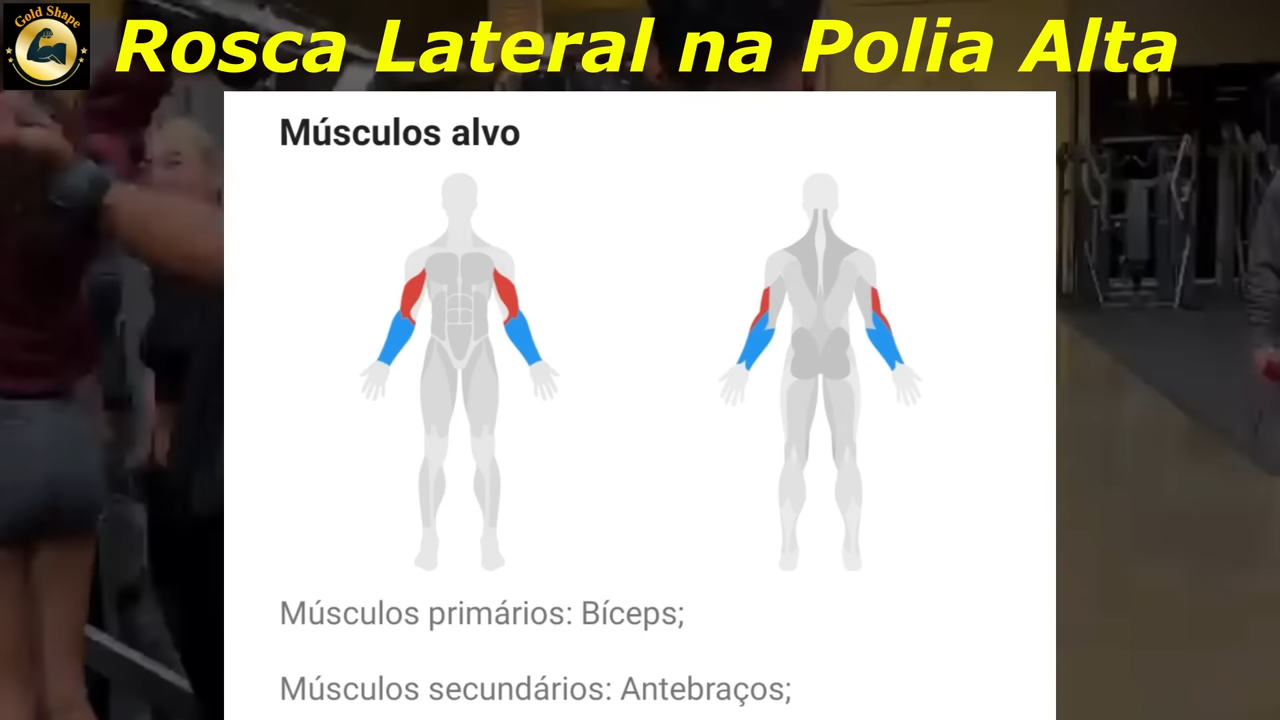 Gold Shape
Rosca Lateral na Polia Alta
Músculos alvo
Músculos primários: Bíceps;
Músculos secundários: Antebraços;